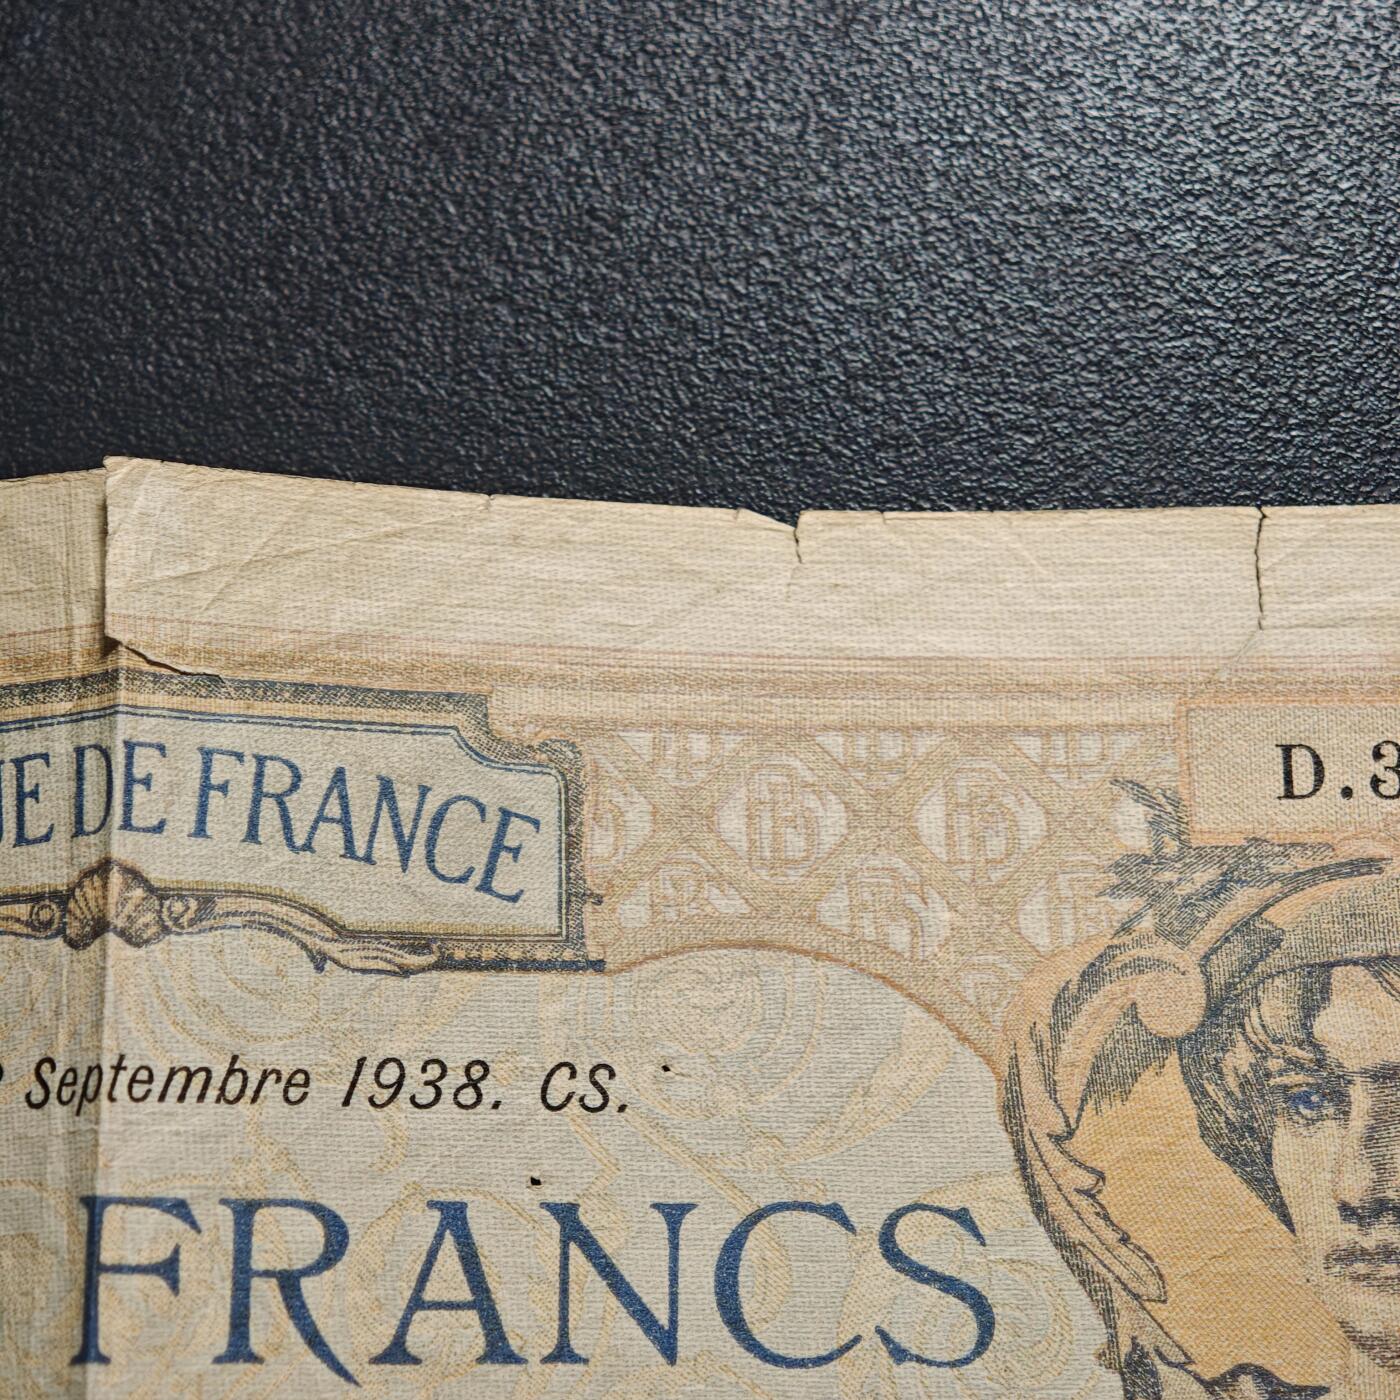 UE DE FRANCE
D.3
Septembre 1938. CS.
FRANCS